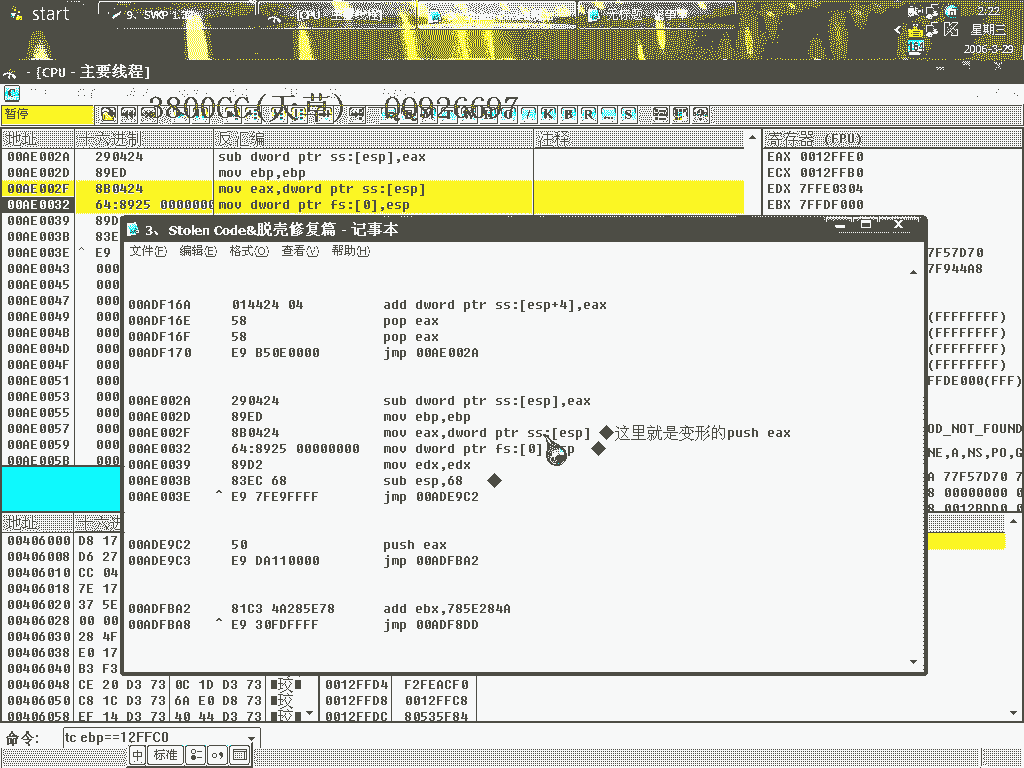 start
9、SVKP 1.3
2:22
星期三
2006-3-29
- [CPU - 主要线程]
暂停
3800CC(天草) 00926697
K B R ... S
地址 十六进制 反汇编 注释 寄存器 (FPU)
00AE002A 290424 sub dword ptr ss:[esp],eax EAX 0012FFE0
00AE002D 89ED mov ebp,ebp ECX 0012FFB0
00AE002F 8B0424 mov eax,dword ptr ss:[esp] EDX 7FFE0304
00AE0032 64:8925 0000000 mov dword ptr fs:[0],esp EBX 7FFDF000
00AE0039 89D
00AE003B 83E
00AE003E ^ E9 7F57D70
00AE0043 000 7F944A8
00AE0045 000
00AE0047 000
00AE0049 000 (FFFFFFFF)
00AE004B 000 (FFFFFFFF)
00AE004D 000 (FFFFFFFF)
00AE004F 000 (FFFFFFFF)
00AE0051 000 FFDE000(FFF)
00AE0053 000
00AE0055 000
00AE0057 000 OD_NOT_FOUND
00AE0059 000 NE,A,NS,PO,G
00AE005B 000
A 77F57D70 7
8 00000000 0
8 0012BDD0 0
3、Stolen Code&脱壳修复篇 - 记事本
文件(F) 编辑(E) 格式(O) 查看(V) 帮助(H)
00ADF16A 014424 04 add dword ptr ss:[esp+4],eax
00ADF16E 58 pop eax
00ADF16F 58 pop eax
00ADF170 E9 B50E0000 jmp 00AE002A
00AE002A 290424 sub dword ptr ss:[esp],eax
00AE002D 89ED mov ebp,ebp
00AE002F 8B0424 mov eax,dword ptr ss:[esp] ◆这里就是变形的push eax
00AE0032 64:8925 00000000 mov dword ptr fs:[0],esp ◆
00AE0039 89D2 mov edx,edx
00AE003B 83EC 68 sub esp,68 ◆
00AE003E ^ E9 7FE9FFFF jmp 00ADE9C2
00ADE9C2 50 push eax
00ADE9C3 E9 DA110000 jmp 00ADFBA2
00ADFBA2 81C3 4A285E78 add ebx,785E284A
00ADFBA8 ^ E9 30FDFFFF jmp 00ADF8DD
地址 十六进
00406000 D8 17
00406008 D6 27
00406010 CC 04
00406018 7E 17
00406020 37 5E
00406028 00 00
00406030 28 4F
00406038 E0 17
00406040 B3 F3
00406048 CE 20 D3 73 0C 1D D3 73 ■较■ 0012FFD4 F2FEACF0
00406050 C8 1C D3 73 6A E0 D8 73 ■较 0012FFD8 0012FFC8
00406058 EF 14 D3 73 40 44 D3 73 ■较■ 0012FFDC 80535F84
命令: tc ebp==12FFC0
中 标准